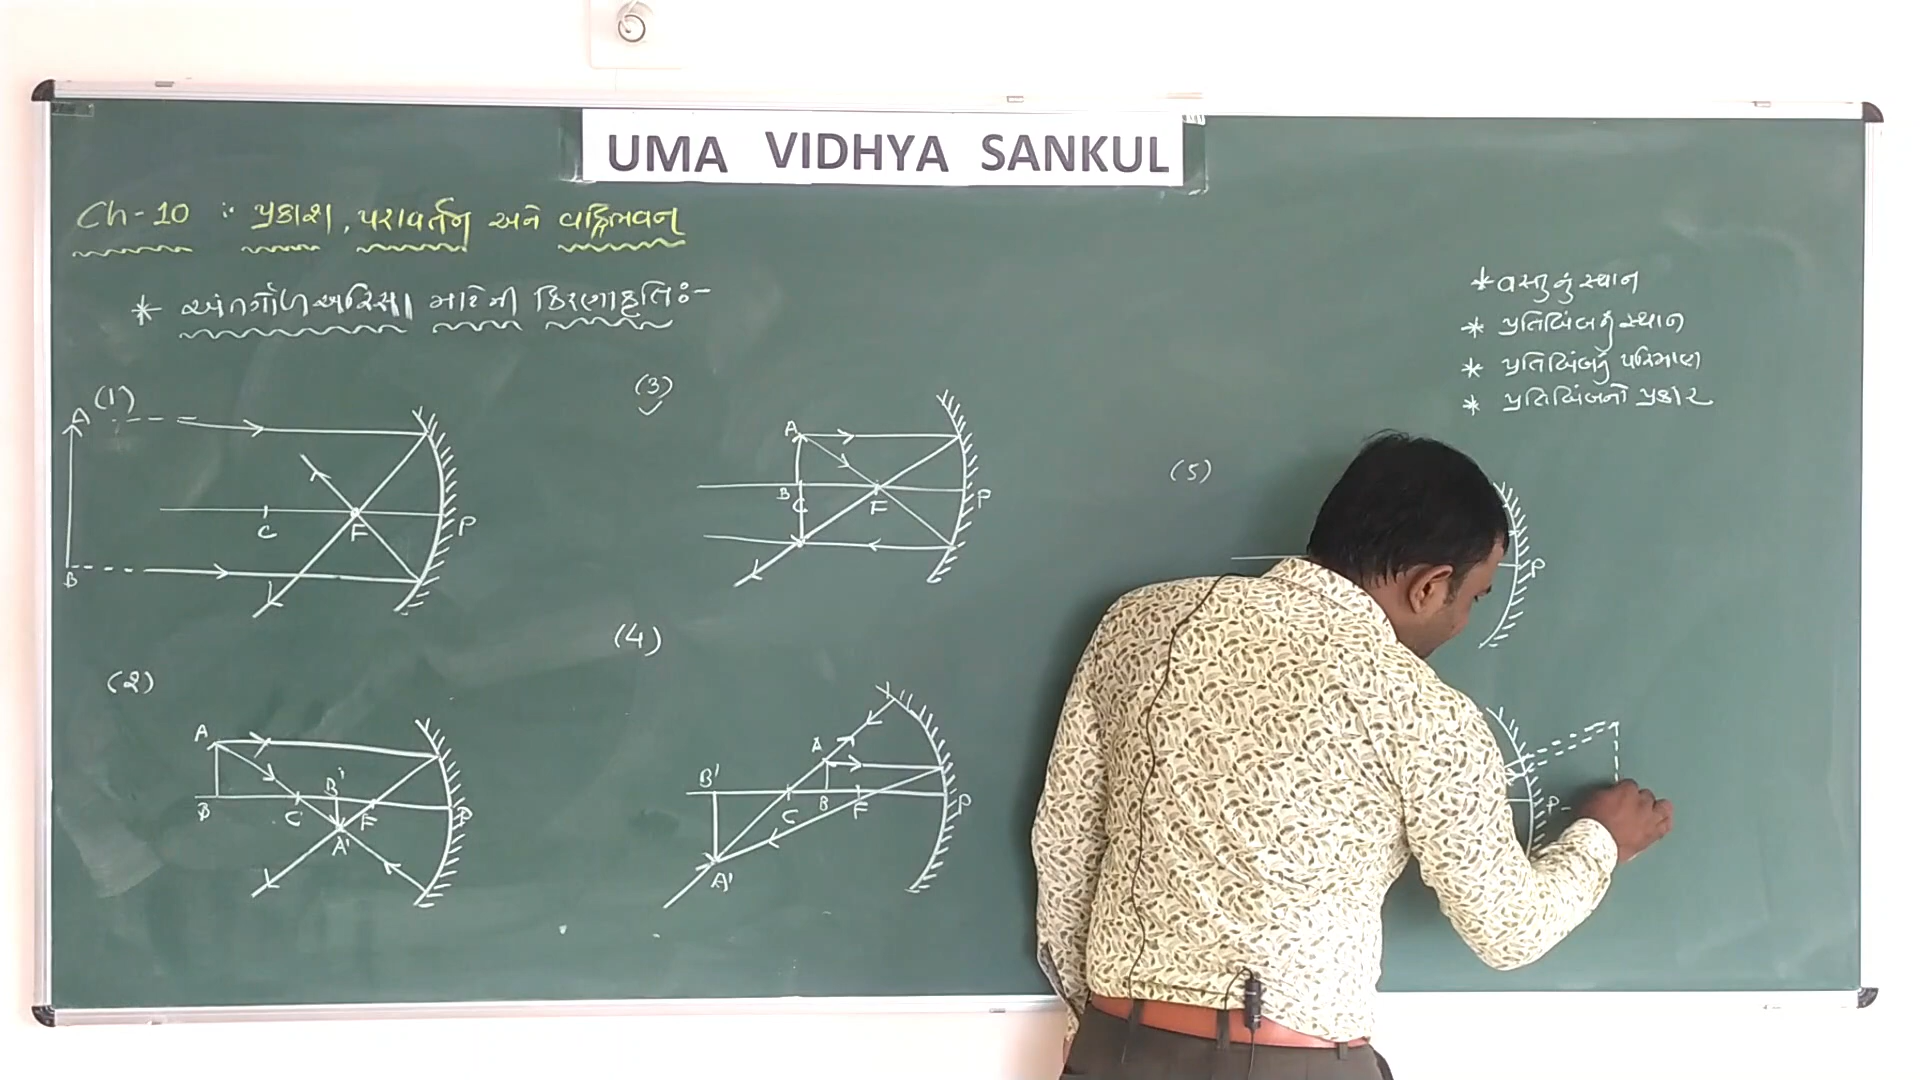 UMA VIDHYA SANKUL
Ch-10 : પ્રકાશ, પરાવર્તન અને વક્રીભવન
* અંતર્ગોળ અરિસા માટેની કિરણાકૃતિ:-
* વસ્તુનું સ્થાન
* પ્રતિબિંબનું સ્થાન
* પ્રતિબિંબનું પરિમાણ
* પ્રતિબિંબનો પ્રકાર
(1)
A
C F P
B
(2)
A
B'
B C F P
A'
(3)
A
B
C F P
(4)
A
B'
C B F P
A'
(5)
P
P